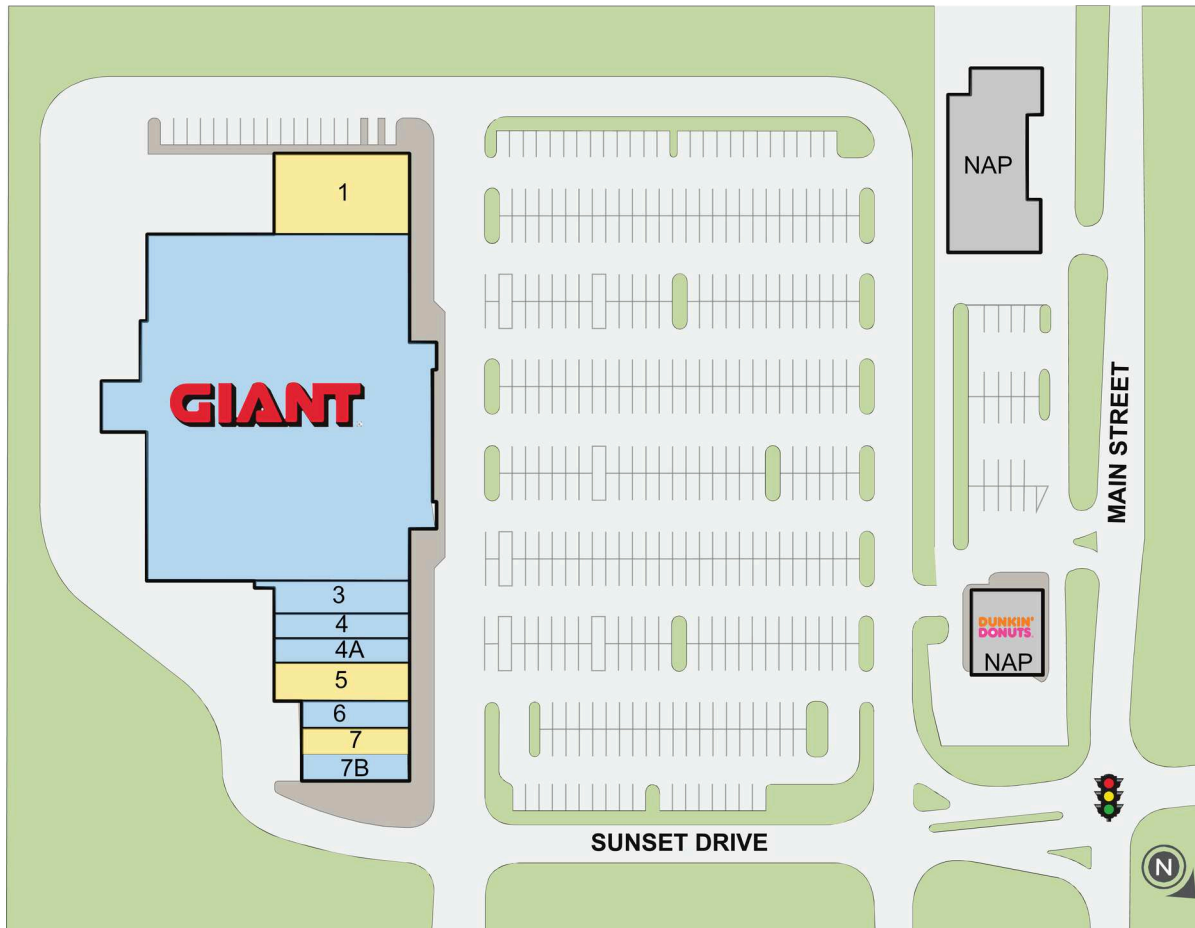 NAP
1
GIANT
MAIN STREET
3
4
4A
5
6
7
7B
DUNKIN'
DONUTS
NAP
SUNSET DRIVE
N